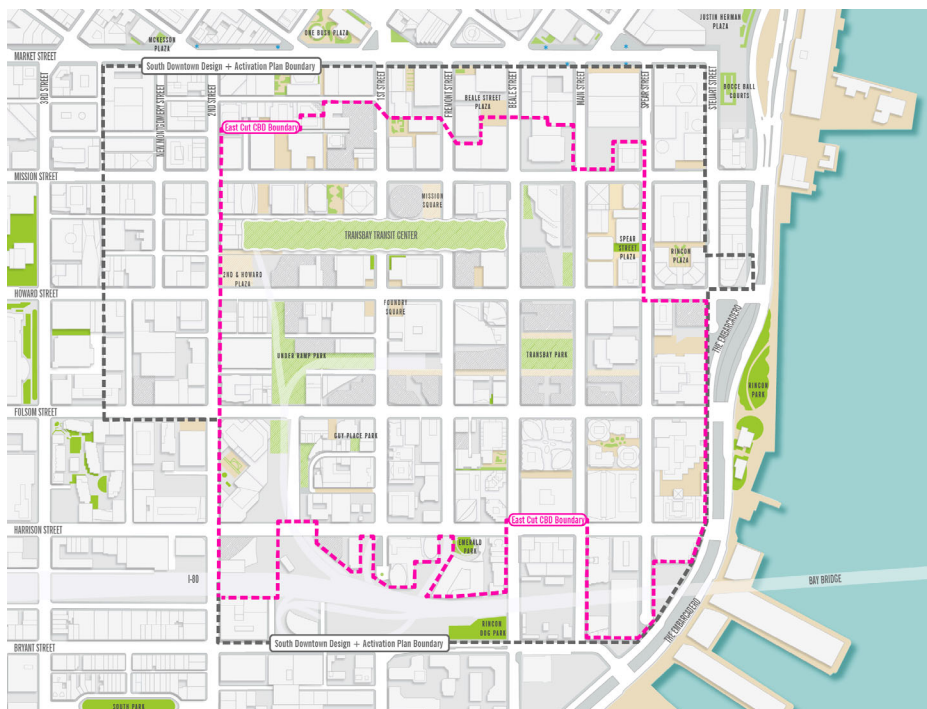 JUSTIN HERMAN
PLAZA
ONE BUSH PLAZA
MCKESSON
PLAZA
MARKET STREET
South Downtown Design + Activation Plan Boundary
3RD STREET
NEW MONTGOMERY STREET
2ND STREET
1ST STREET
FREMONT STREET
BEALE STREET
PLAZA
BEALE STREET
MAIN STREET
SPEAR STREET
STEUART STREET
BOCCE BALL
COURTS
East Cut CBD Boundary
MISSION STREET
MISSION
SQUARE
TRANSBAY TRANSIT CENTER
SPEAR
STREET
PLAZA
RINCON
PLAZA
2ND & HOWARD
PLAZA
HOWARD STREET
FOUNDRY
SQUARE
THE EMBARCADERO
UNDER RAMP PARK
TRANSBAY PARK
RINCON
PARK
FOLSOM STREET
GUY PLACE PARK
East Cut CBD Boundary
HARRISON STREET
EMERALD
PARK
I-80
BAY BRIDGE
RINCON
DOG PARK
THE EMBARCADERO
South Downtown Design + Activation Plan Boundary
BRYANT STREET
SOUTH PARK